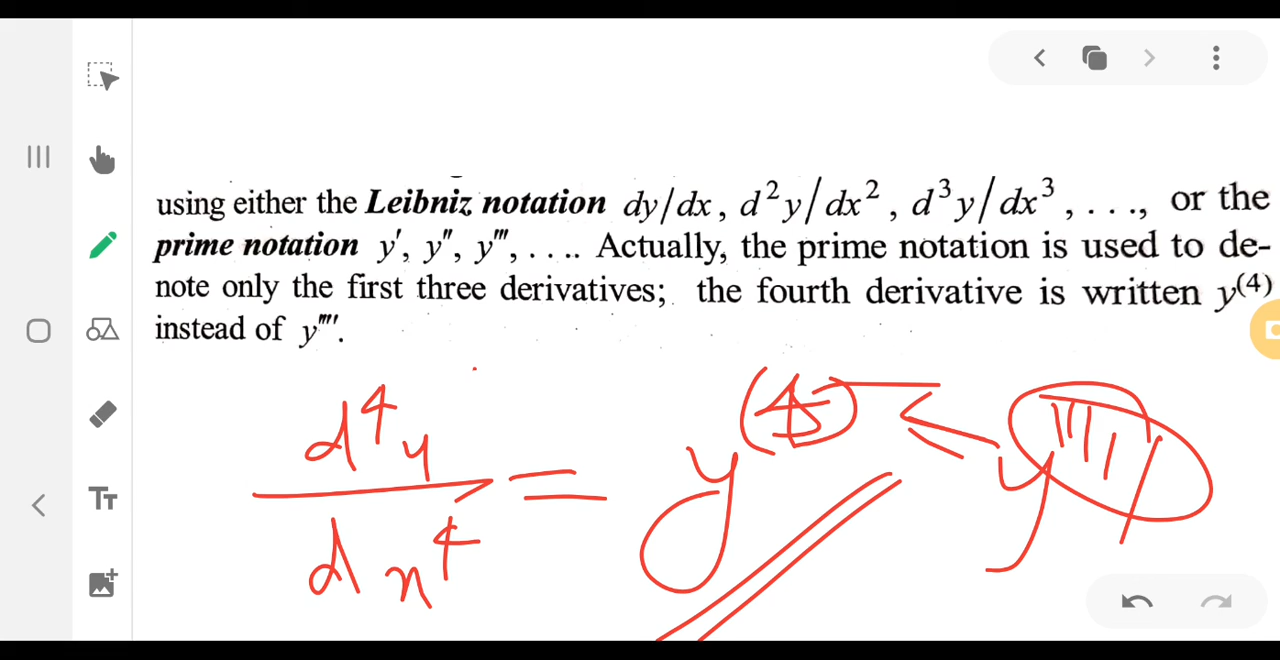 using either the Leibniz notation dy/dx, d²y/dx², d³y/dx³, . . ., or the
prime notation y′, y″, y‴, . . . . Actually, the prime notation is used to de-
note only the first three derivatives; the fourth derivative is written y⁽⁴⁾
instead of y″″.
d⁴y
dx⁴
=
y
Tт